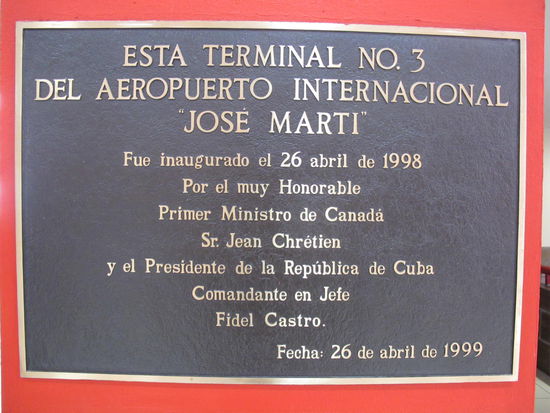 ESTA TERMINAL NO. 3
DEL AEROPUERTO INTERNACIONAL
"JOSÉ MARTI"
Fue inaugurado el 26 abril de 1998
Por el muy Honorable
Primer Ministro de Canadá
Sr. Jean Chrétien
y el Presidente de la República de Cuba
Comandante en Jefe
Fidel Castro.
Fecha: 26 de abril de 1999